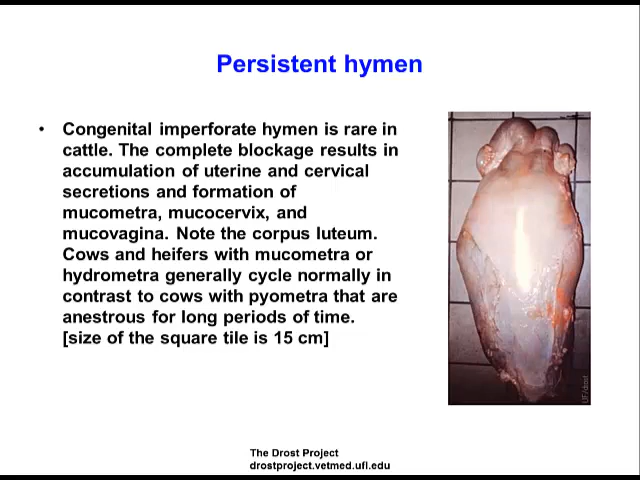 Persistent hymen
• Congenital imperforate hymen is rare in
cattle. The complete blockage results in
accumulation of uterine and cervical
secretions and formation of
mucometra, mucocervix, and
mucovagina. Note the corpus luteum.
Cows and heifers with mucometra or
hydrometra generally cycle normally in
contrast to cows with pyometra that are
anestrous for long periods of time.
[size of the square tile is 15 cm]
UF/drost
The Drost Project
drostproject.vetmed.ufl.edu